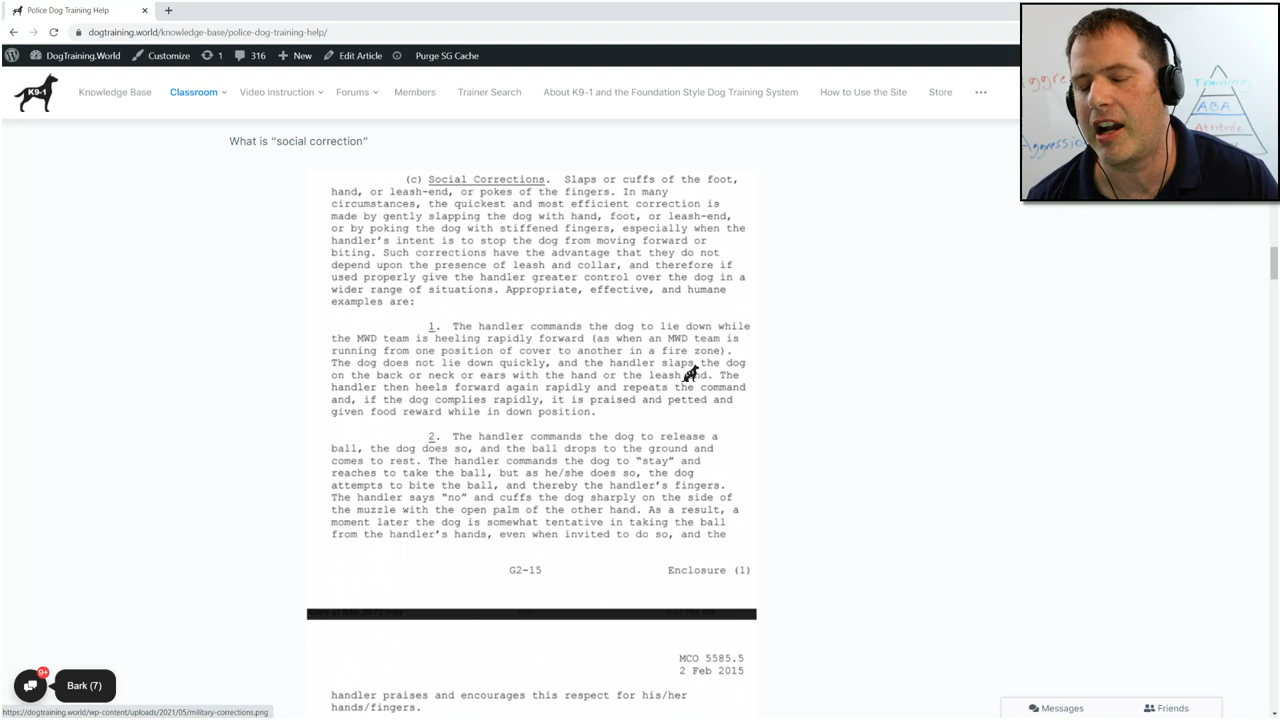 Police Dog Training Help
dogtraining.world/knowledge-base/police-dog-training-help/
DogTraining.World Customize 1 316 New Edit Article Purge SG Cache
K9-1
Knowledge Base Classroom Video Instruction Forums Members Trainer Search About K9-1 and the Foundation Style Dog Training System How to Use the Site Store
Training
ABA
Attitude
What is “social correction”
(c) Social Corrections. Slaps or cuffs of the foot,
hand, or leash-end, or pokes of the fingers. In many
circumstances, the quickest and most efficient correction is
made by gently slapping the dog with hand, foot, or leash-end,
or by poking the dog with stiffened fingers, especially when the
handler's intent is to stop the dog from moving forward or
biting. Such corrections have the advantage that they do not
depend upon the presence of leash and collar, and therefore if
used properly give the handler greater control over the dog in a
wider range of situations. Appropriate, effective, and humane
examples are:
1. The handler commands the dog to lie down while
the MWD team is heeling rapidly forward (as when an MWD team is
running from one position of cover to another in a fire zone).
The dog does not lie down quickly, and the handler slaps the dog
on the back or neck or ears with the hand or the leash end. The
handler then heels forward again rapidly and repeats the command
and, if the dog complies rapidly, it is praised and petted and
given food reward while in down position.
2. The handler commands the dog to release a
ball, the dog does so, and the ball drops to the ground and
comes to rest. The handler commands the dog to "stay" and
reaches to take the ball, but as he/she does so, the dog
attempts to bite the ball, and thereby the handler's fingers.
The handler says "no" and cuffs the dog sharply on the side of
the muzzle with the open palm of the other hand. As a result, a
moment later the dog is somewhat tentative in taking the ball
from the handler's hands, even when invited to do so, and the
G2-15 Enclosure (1)
MCO 5585.5
2 Feb 2015
handler praises and encourages this respect for his/her
hands/fingers.
9+
Bark (7)
https://dogtraining.world/wp-content/uploads/2021/05/military-corrections.png
Messages Friends